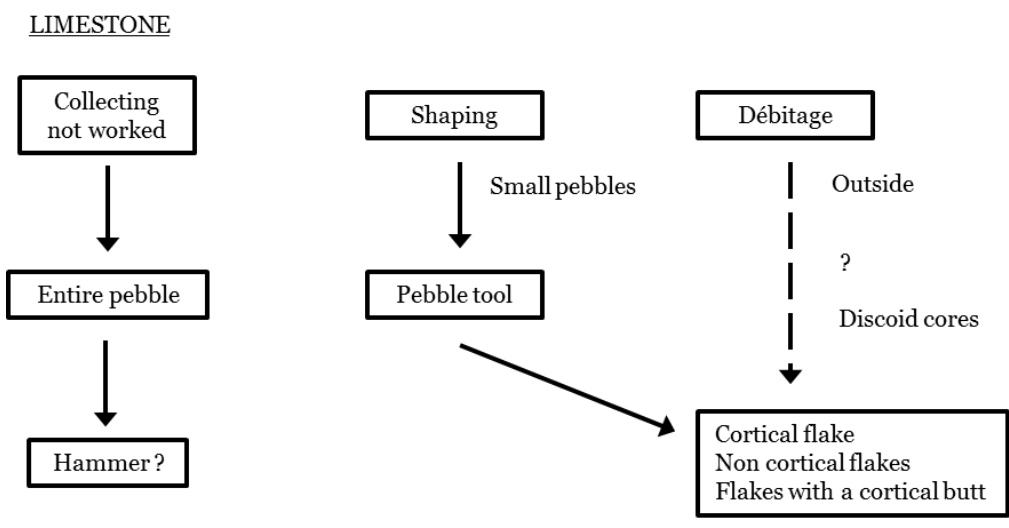 LIMESTONE
Collecting
not worked
Entire pebble
Hammer ?
Shaping
Small pebbles
Pebble tool
Débitage
Outside
?
Discoid cores
Cortical flake
Non cortical flakes
Flakes with a cortical butt